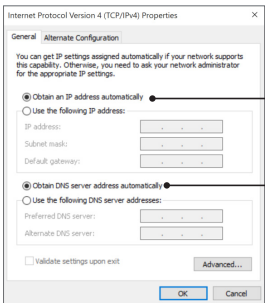 Internet Protocol Version 4 (TCP/IPv4) Properties
General
Alternate Configuration
You can get IP settings assigned automatically if your network supports
this capability. Otherwise, you need to ask your network administrator
for the appropriate IP settings.
Obtain an IP address automatically
Use the following IP address:
IP address:
Subnet mask:
Default gateway:
Obtain DNS server address automatically
Use the following DNS server addresses:
Preferred DNS server:
Alternate DNS server:
Validate settings upon exit
Advanced...
OK
Cancel